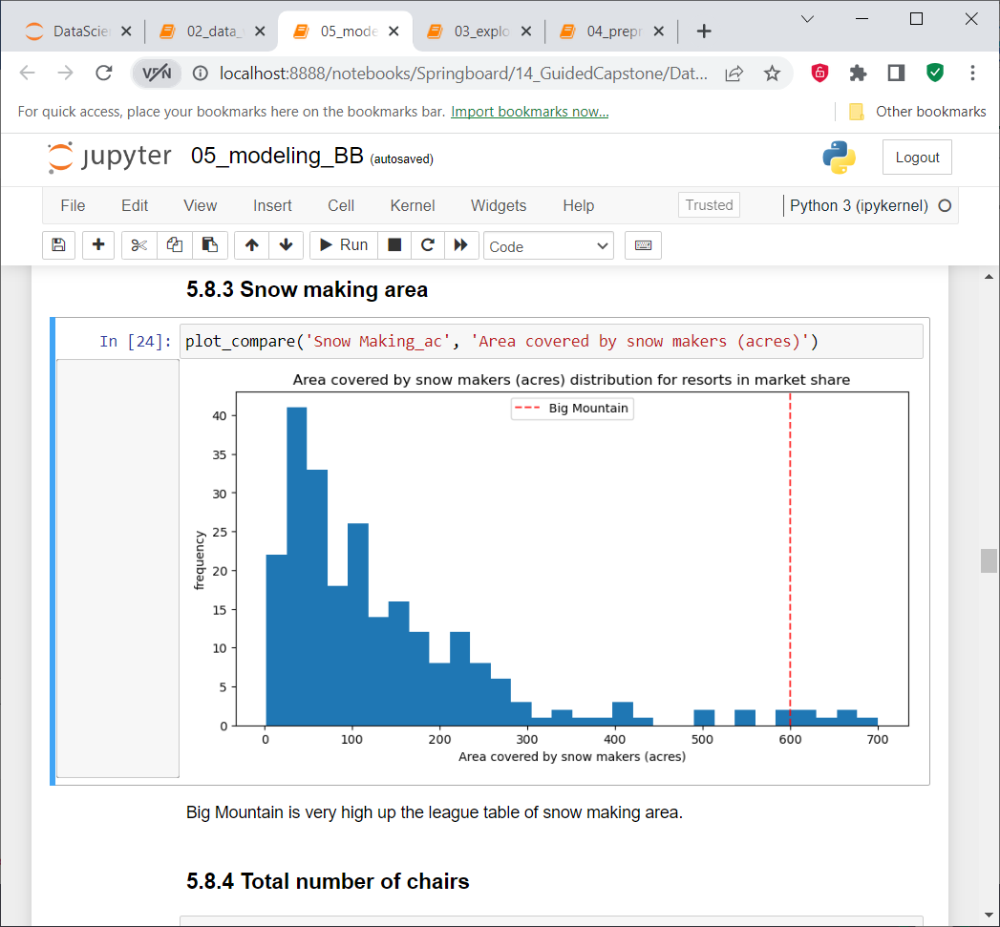 DataScie 02_data_ 05_mode 03_explo 04_prepr
VPN localhost:8888/notebooks/Springboard/14_GuidedCapstone/Dat...
For quick access, place your bookmarks here on the bookmarks bar. Import bookmarks now... Other bookmarks
jupyter 05_modeling_BB (autosaved) Logout
File Edit View Insert Cell Kernel Widgets Help Trusted Python 3 (ipykernel)
Run Code
5.8.3 Snow making area
In [24]: plot_compare('Snow Making_ac', 'Area covered by snow makers (acres)')
Area covered by snow makers (acres) distribution for resorts in market share
Big Mountain
40
35
30
25
20
15
10
5
0
frequency
0 100 200 300 400 500 600 700
Area covered by snow makers (acres)
Big Mountain is very high up the league table of snow making area.
5.8.4 Total number of chairs